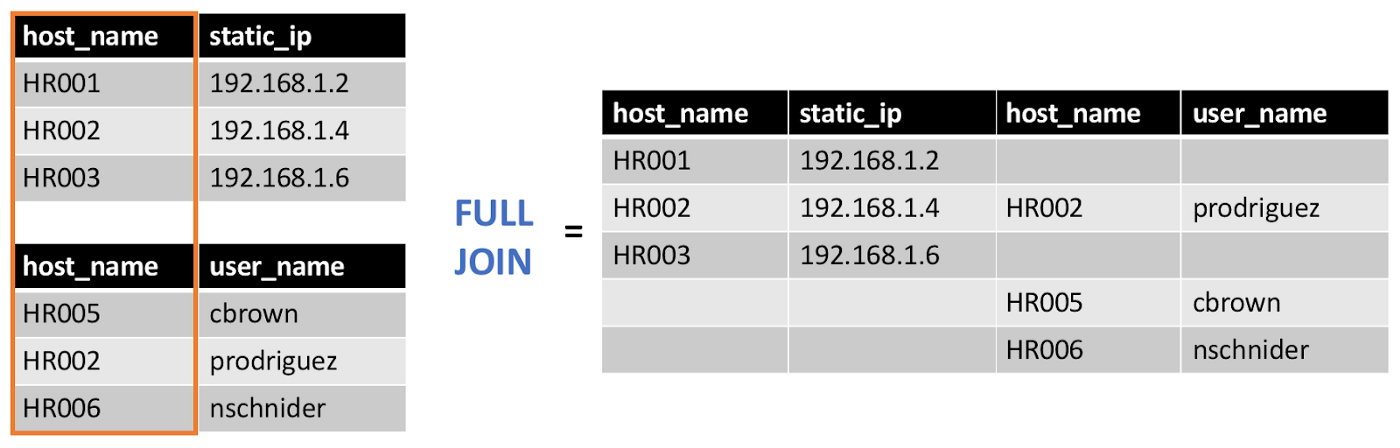 host_name static_ip
HR001 192.168.1.2
HR002 192.168.1.4
HR003 192.168.1.6
host_name user_name
HR005 cbrown
HR002 prodriguez
HR006 nschnider
FULL
JOIN
=
host_name static_ip host_name user_name
HR001 192.168.1.2
HR002 192.168.1.4 HR002 prodriguez
HR003 192.168.1.6
HR005 cbrown
HR006 nschnider